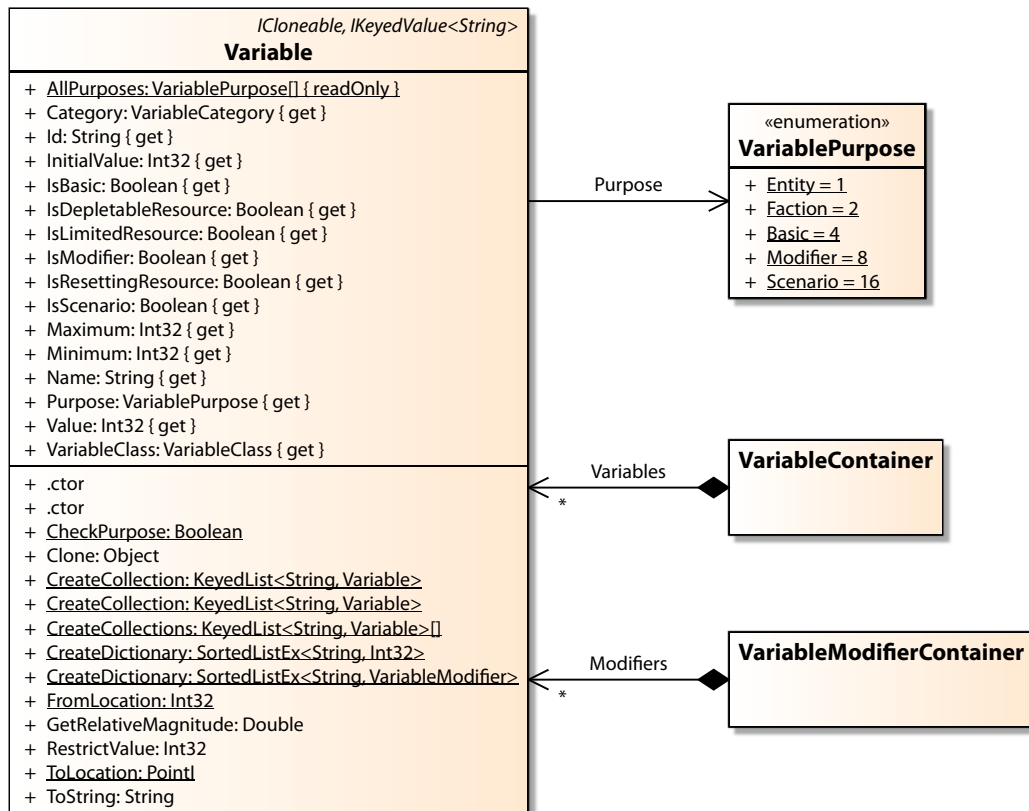 ICloneable, IKeyedValue<String>
Variable
+ AllPurposes: VariablePurpose[] { readOnly }
+ Category: VariableCategory { get }
+ Id: String { get }
+ InitialValue: Int32 { get }
+ IsBasic: Boolean { get }
+ IsDepletableResource: Boolean { get }
+ IsLimitedResource: Boolean { get }
+ IsModifier: Boolean { get }
+ IsResettingResource: Boolean { get }
+ IsScenario: Boolean { get }
+ Maximum: Int32 { get }
+ Minimum: Int32 { get }
+ Name: String { get }
+ Purpose: VariablePurpose { get }
+ Value: Int32 { get }
+ VariableClass: VariableClass { get }
+ .ctor
+ .ctor
+ CheckPurpose: Boolean
+ Clone: Object
+ CreateCollection: KeyedList<String, Variable>
+ CreateCollection: KeyedList<String, Variable>
+ CreateCollections: KeyedList<String, Variable>[]
+ CreateDictionary: SortedListEx<String, Int32>
+ CreateDictionary: SortedListEx<String, VariableModifier>
+ FromLocation: Int32
+ GetRelativeMagnitude: Double
+ RestrictValue: Int32
+ ToLocation: PointI
+ ToString: String
Purpose
«enumeration»
VariablePurpose
+ Entity = 1
+ Faction = 2
+ Basic = 4
+ Modifier = 8
+ Scenario = 16
Variables
*
VariableContainer
Modifiers
*
VariableModifierContainer